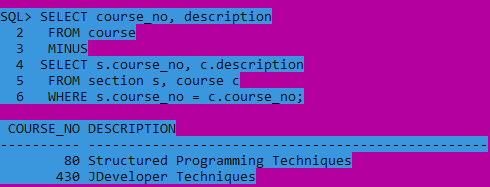 SQL> SELECT course_no, description
  2   FROM course
  3   MINUS
  4  SELECT s.course_no, c.description
  5   FROM section s, course c
  6   WHERE s.course_no = c.course_no;
 COURSE_NO DESCRIPTION
---------- --------------------------------------------------
        80 Structured Programming Techniques
       430 JDeveloper Techniques